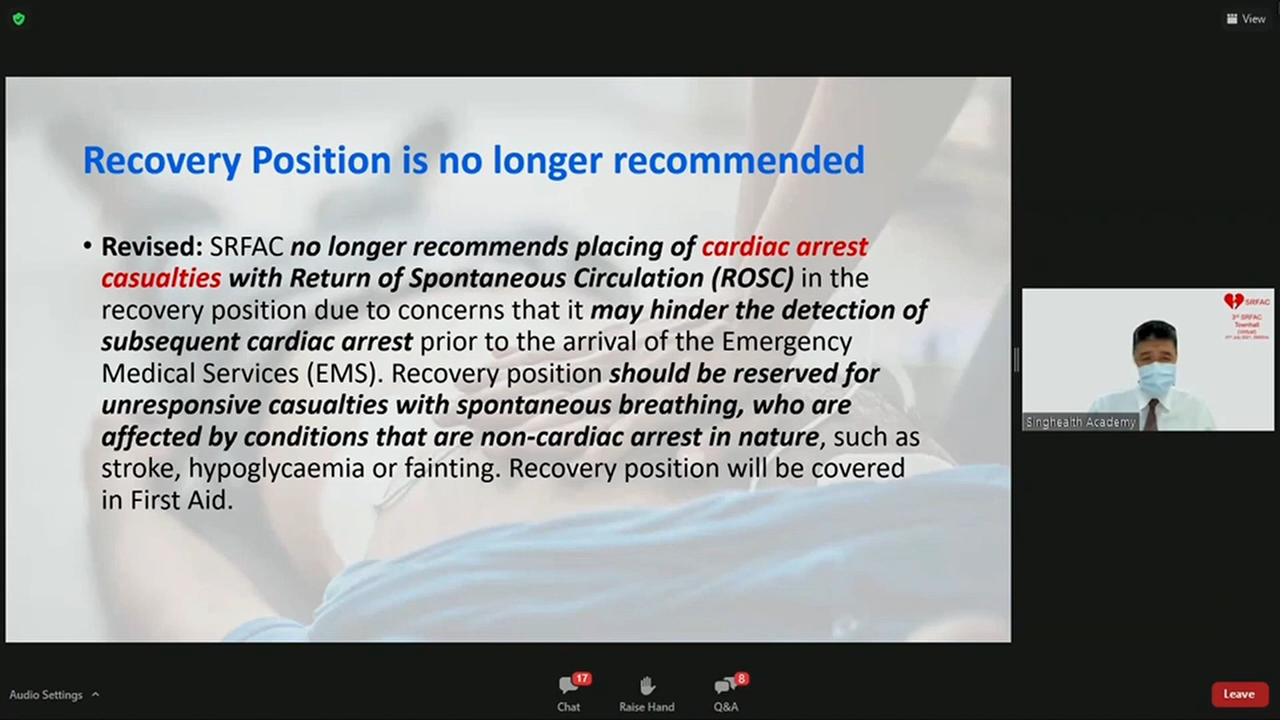 View
Recovery Position is no longer recommended
• Revised: SRFAC no longer recommends placing of cardiac arrest
casualties with Return of Spontaneous Circulation (ROSC) in the
recovery position due to concerns that it may hinder the detection of
subsequent cardiac arrest prior to the arrival of the Emergency
Medical Services (EMS). Recovery position should be reserved for
unresponsive casualties with spontaneous breathing, who are
affected by conditions that are non-cardiac arrest in nature, such as
stroke, hypoglycaemia or fainting. Recovery position will be covered
in First Aid.
SRFAC
3rd SRFAC
Townhall
(Virtual)
Singhealth Academy
Audio Settings
17
Chat
Raise Hand
8
Q&A
Leave